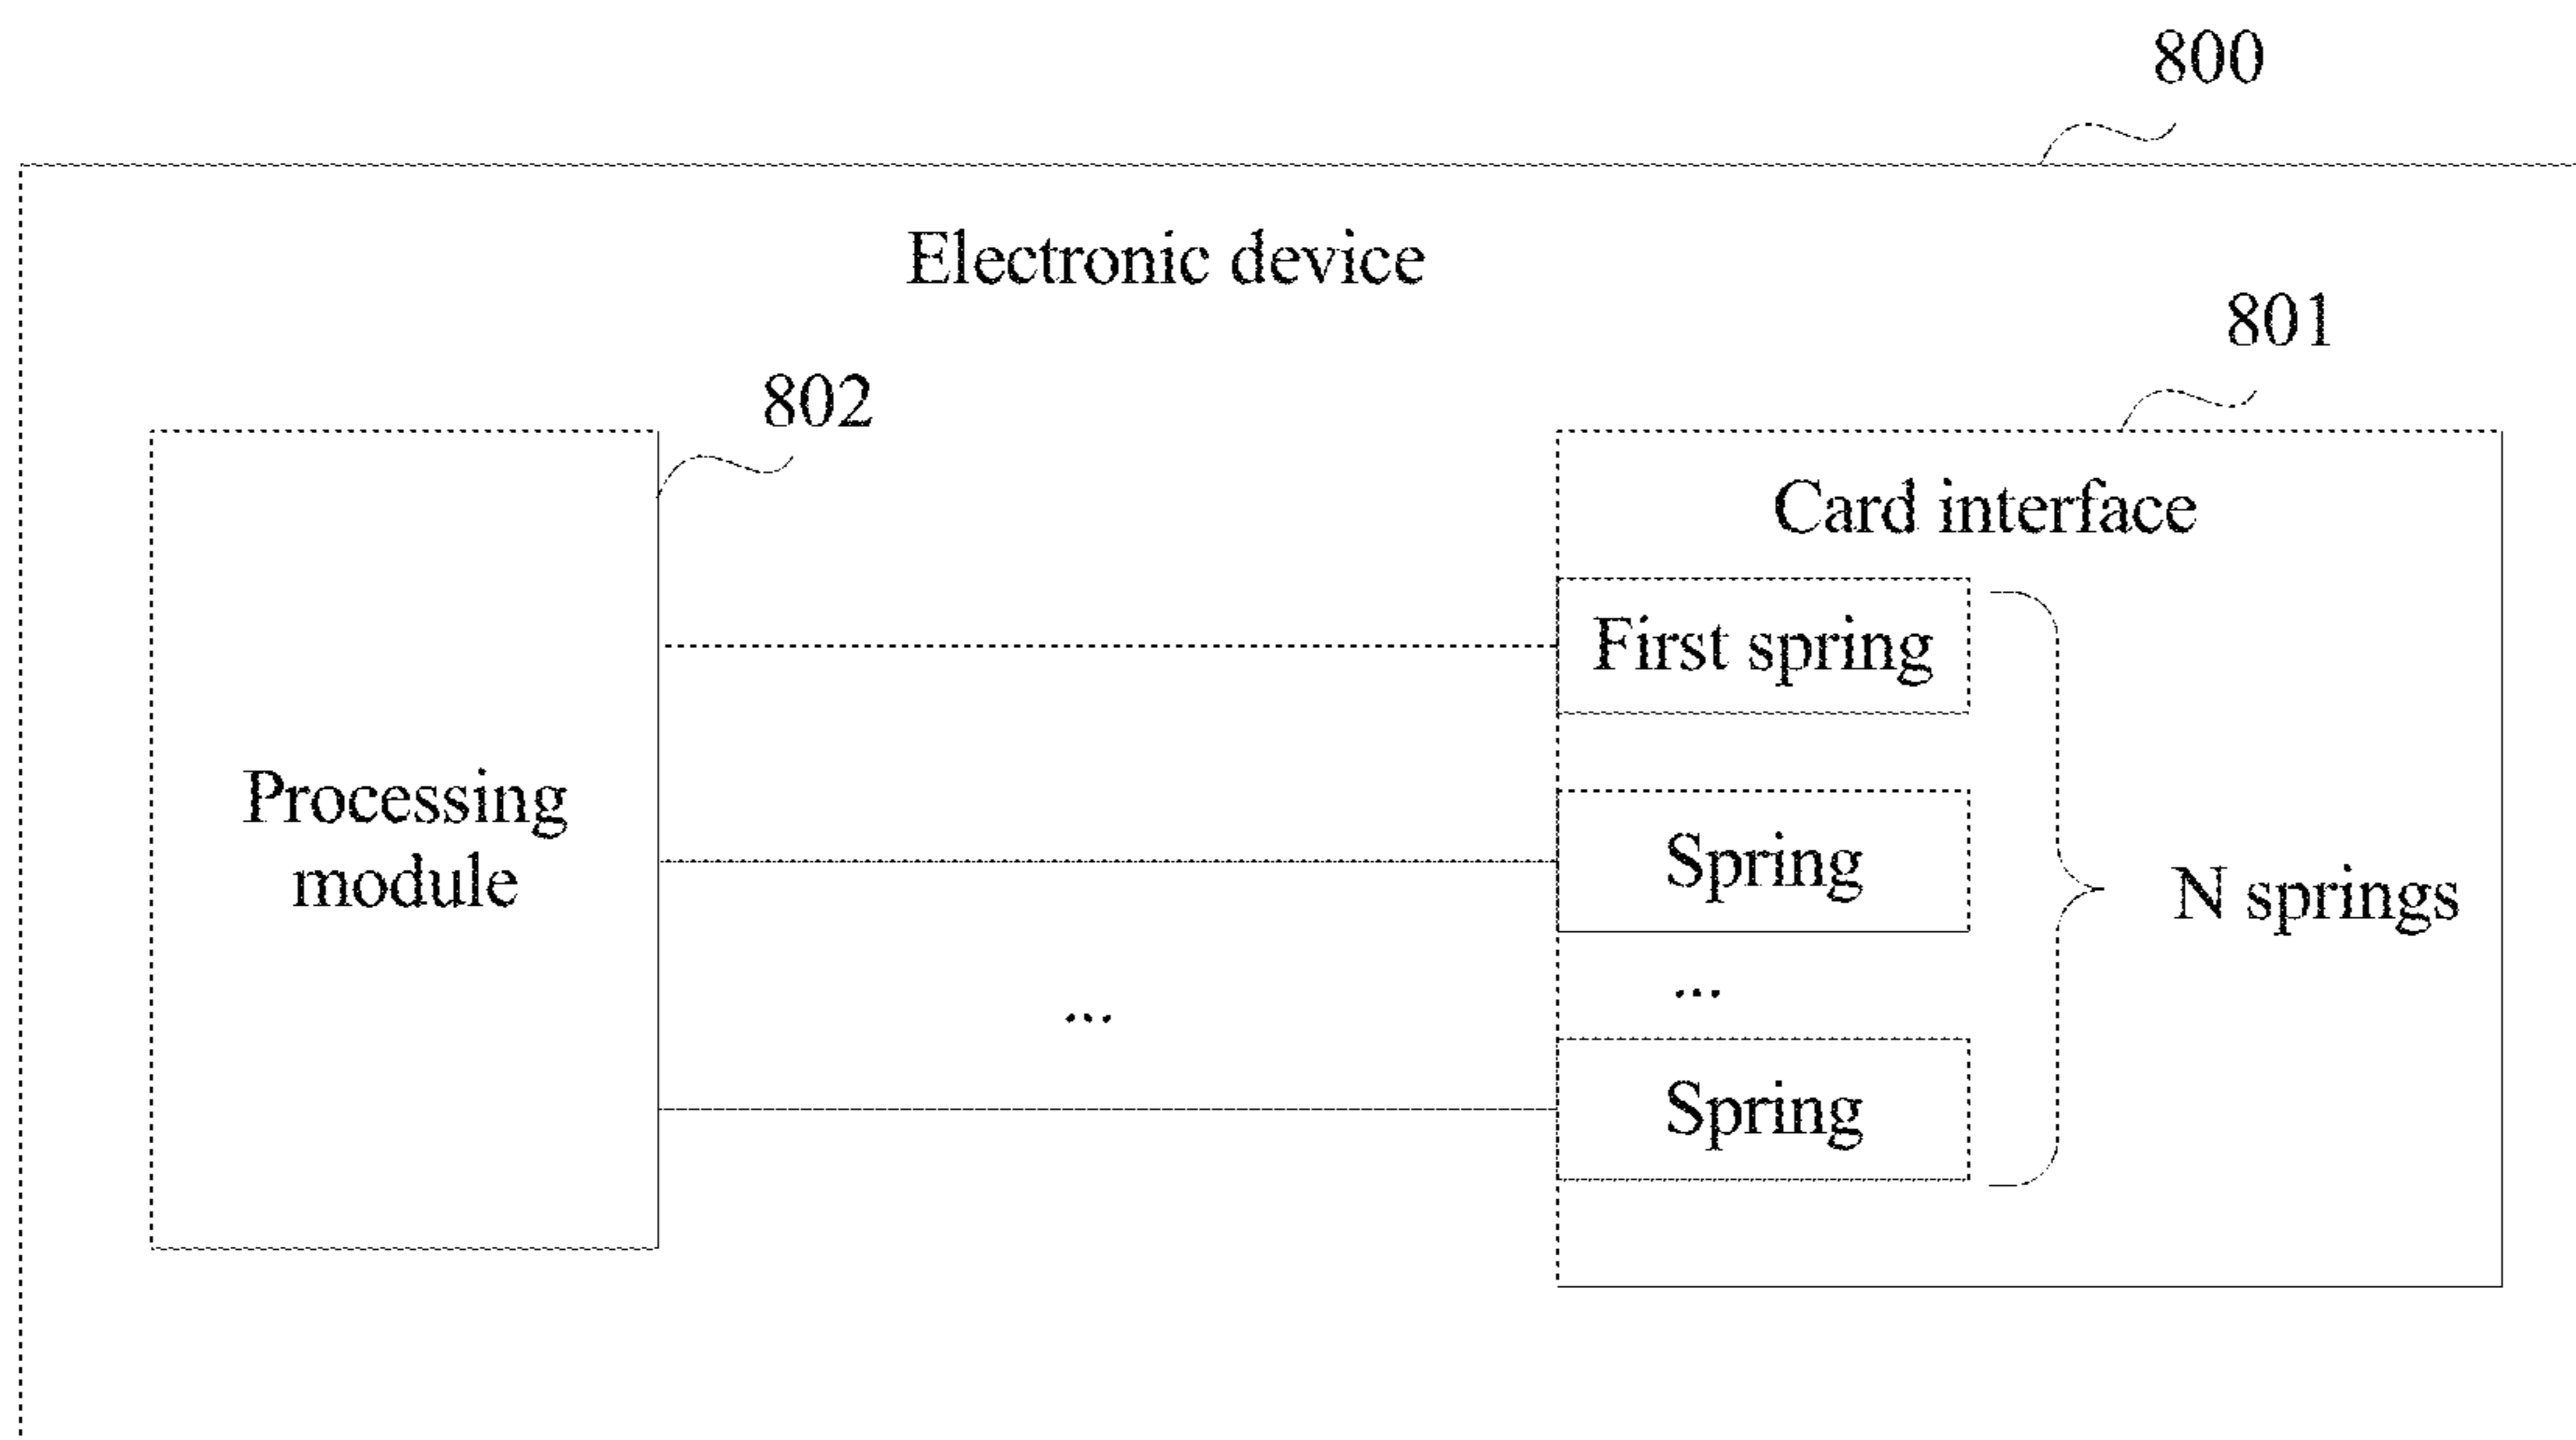 800
Electronic device
801
802
Card interface
First spring
Processing
module
Spring
N springs
...
...
Spring